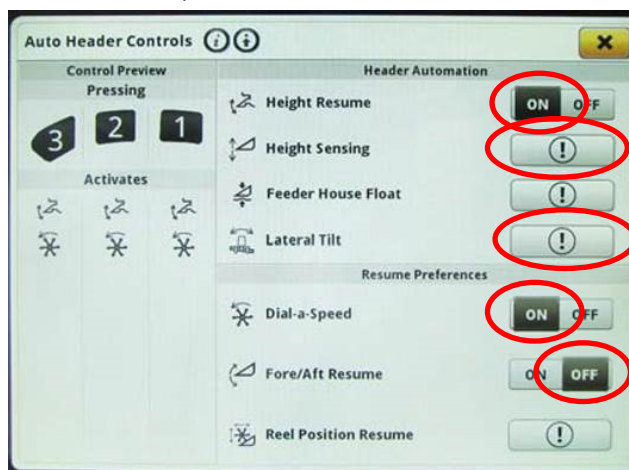 Auto Header Controls
Control Preview
Pressing
3 2 1
Activates
Header Automation
Height Resume ON OFF
Height Sensing !
Feeder House Float !
Lateral Tilt !
Resume Preferences
Dial-a-Speed ON OFF
Fore/Aft Resume ON OFF
Reel Position Resume !